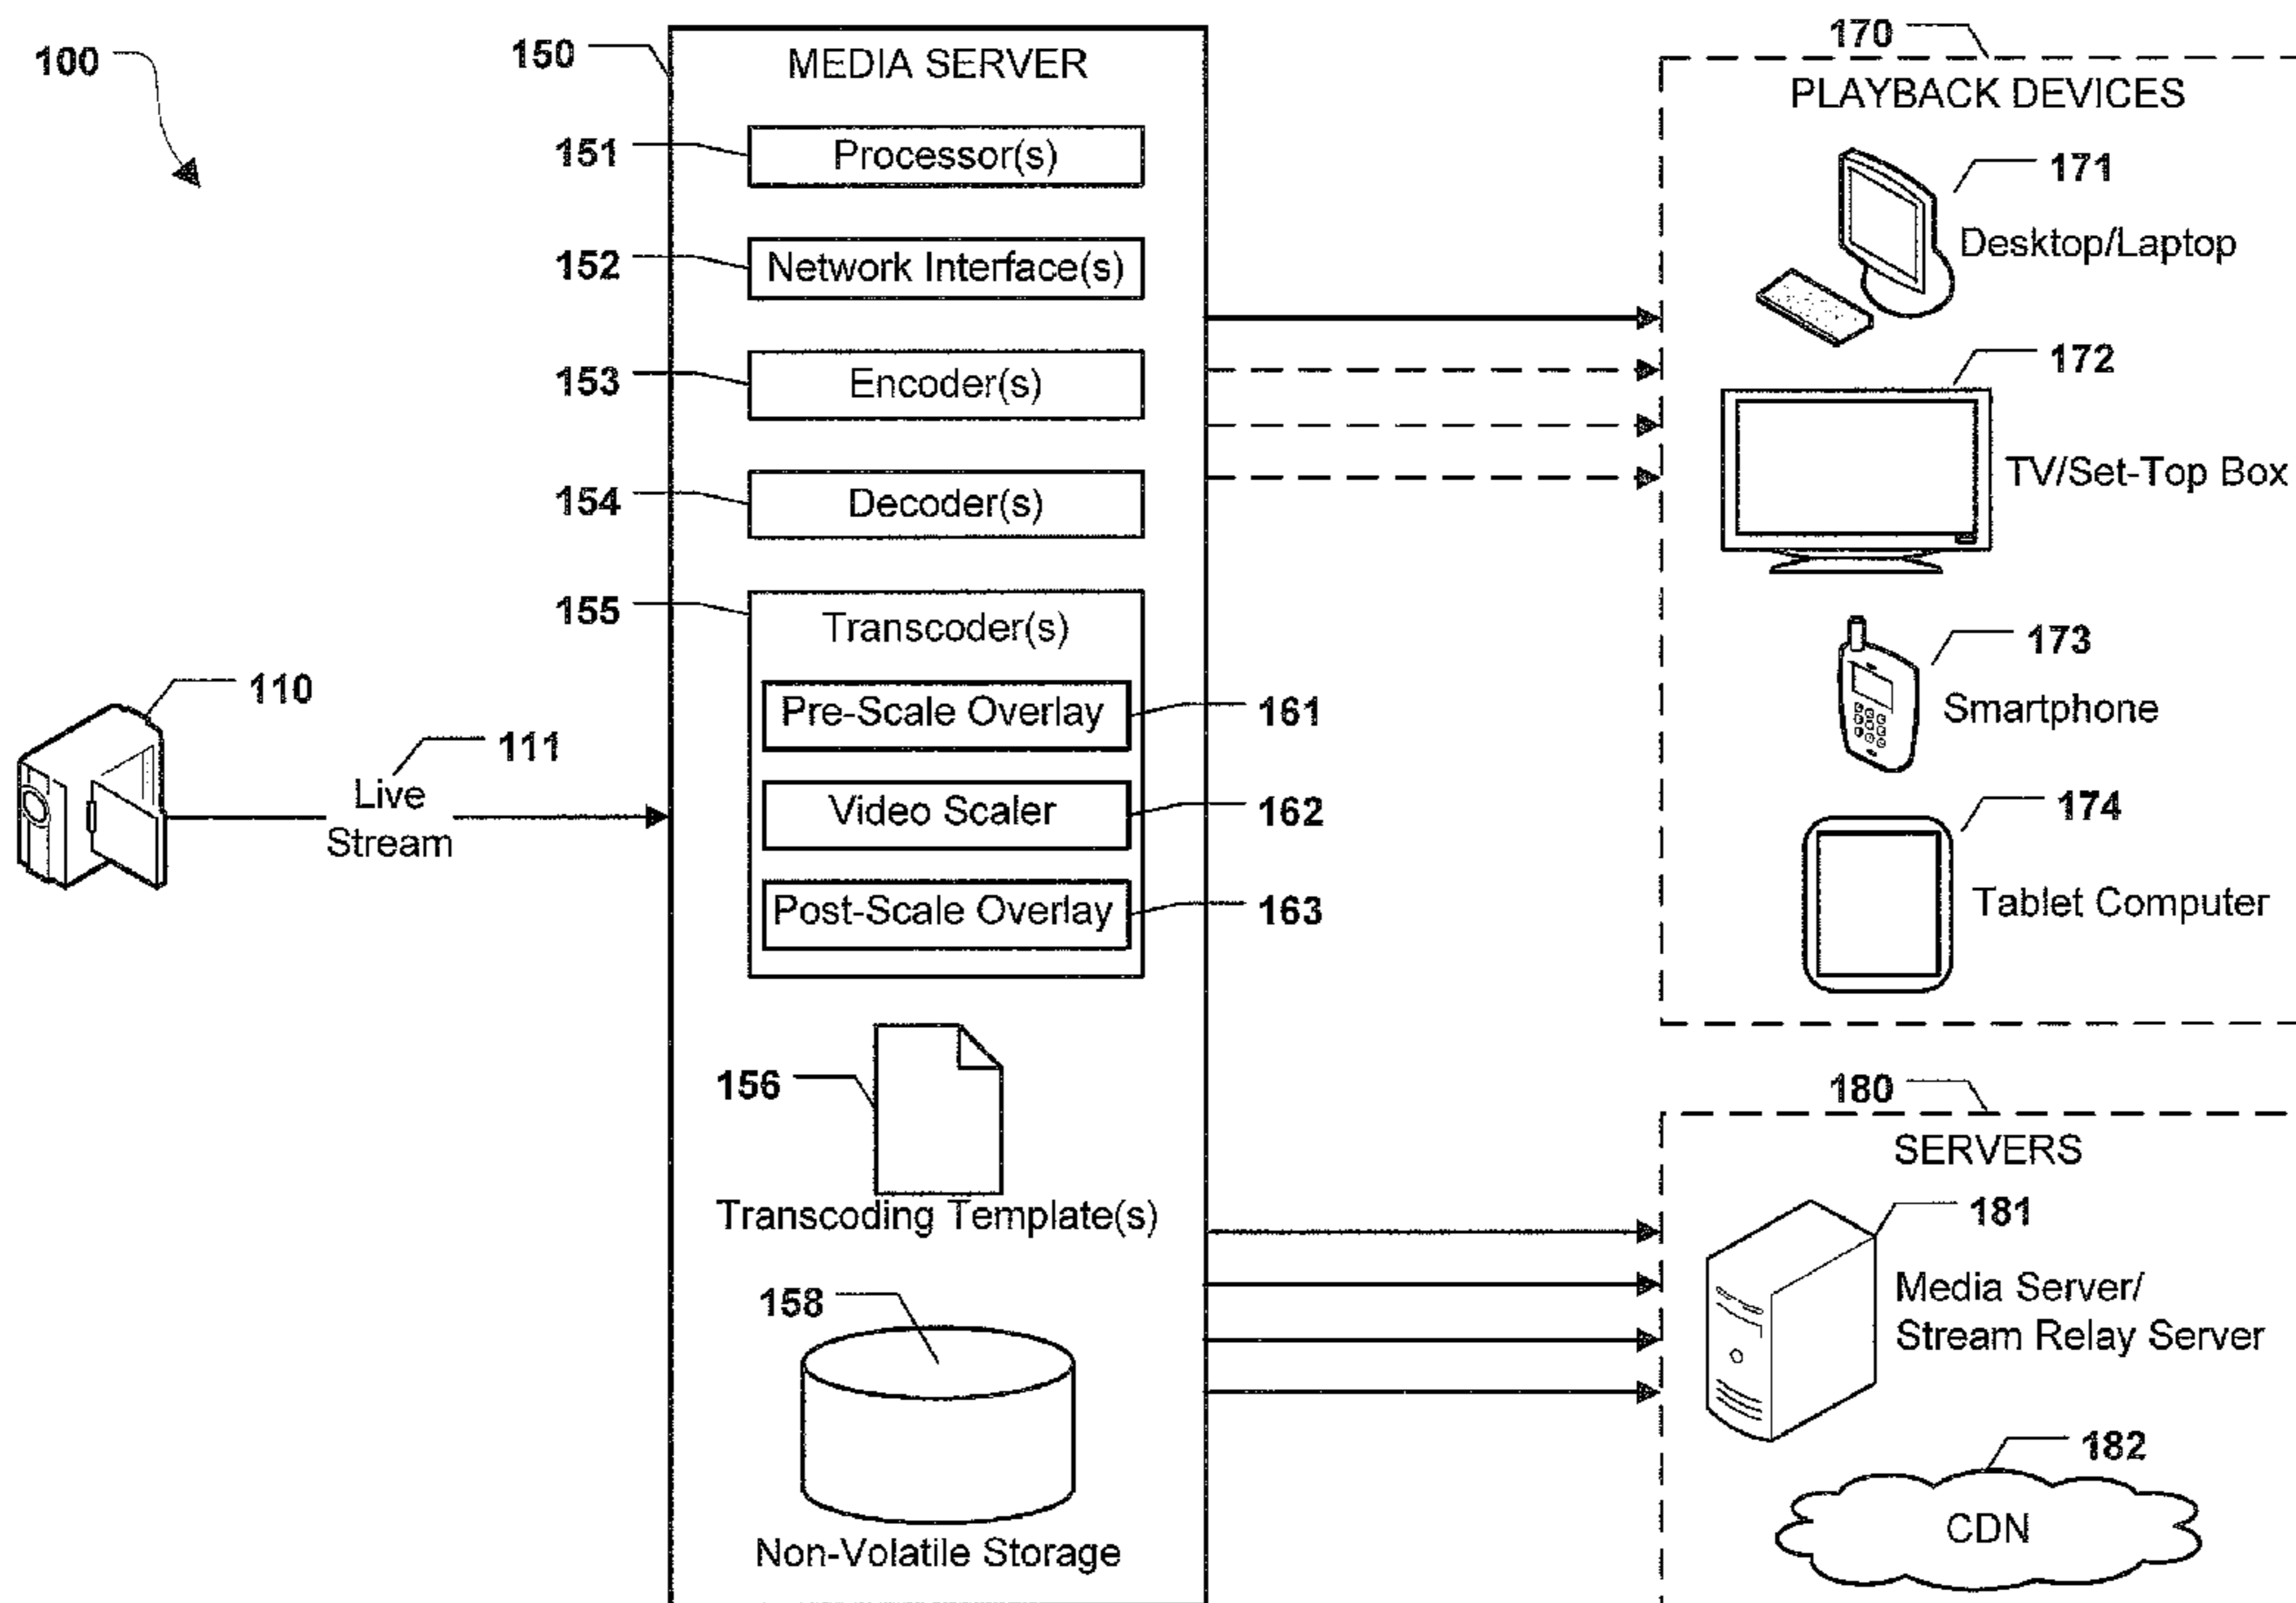 100
110
111
Live
Stream
150
MEDIA SERVER
151
Processor(s)
152
Network Interface(s)
153
Encoder(s)
154
Decoder(s)
155
Transcoder(s)
Pre-Scale Overlay
161
Video Scaler
162
Post-Scale Overlay
163
156
Transcoding Template(s)
158
Non-Volatile Storage
170
PLAYBACK DEVICES
171
Desktop/Laptop
172
TV/Set-Top Box
173
Smartphone
174
Tablet Computer
180
SERVERS
181
Media Server/
Stream Relay Server
182
CDN